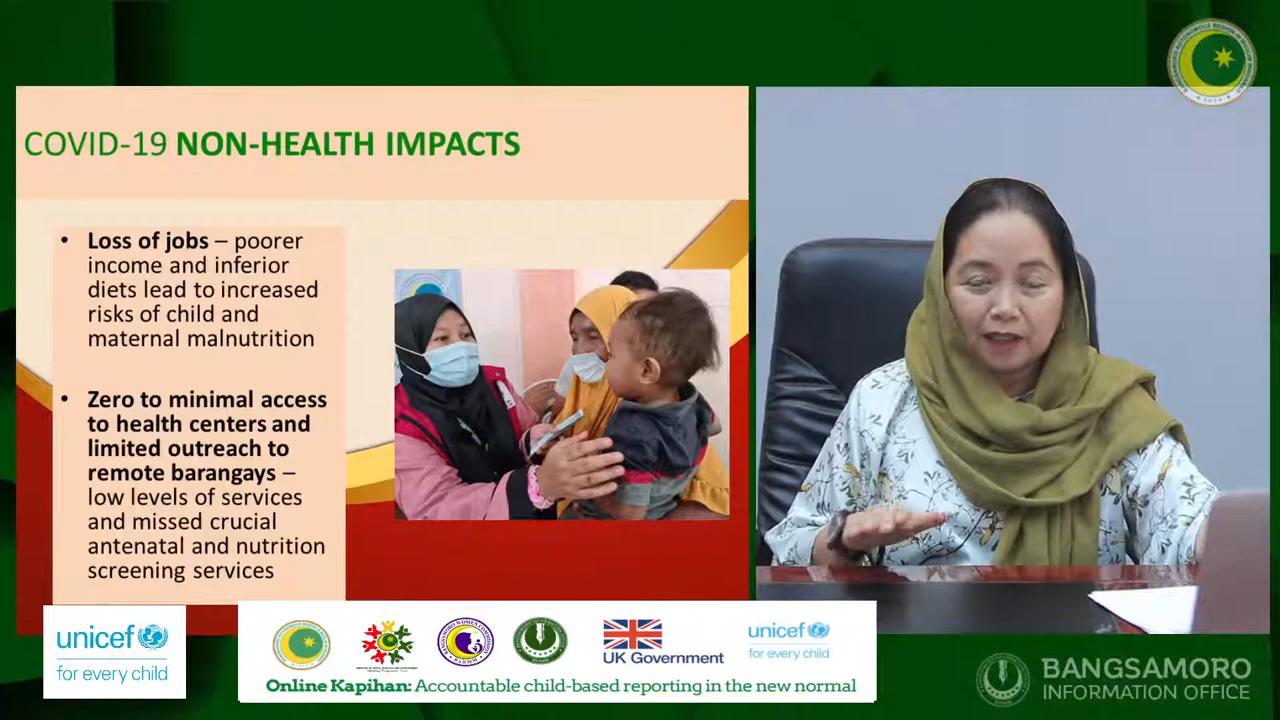 COVID-19 NON-HEALTH IMPACTS
• Loss of jobs – poorer
income and inferior
diets lead to increased
risks of child and
maternal malnutrition
• Zero to minimal access
to health centers and
limited outreach to
remote barangays –
low levels of services
and missed crucial
antenatal and nutrition
screening services
unicef
for every child
UK Government
unicef
for every child
Online Kapihan: Accountable child-based reporting in the new normal
BANGSAMORO
INFORMATION OFFICE